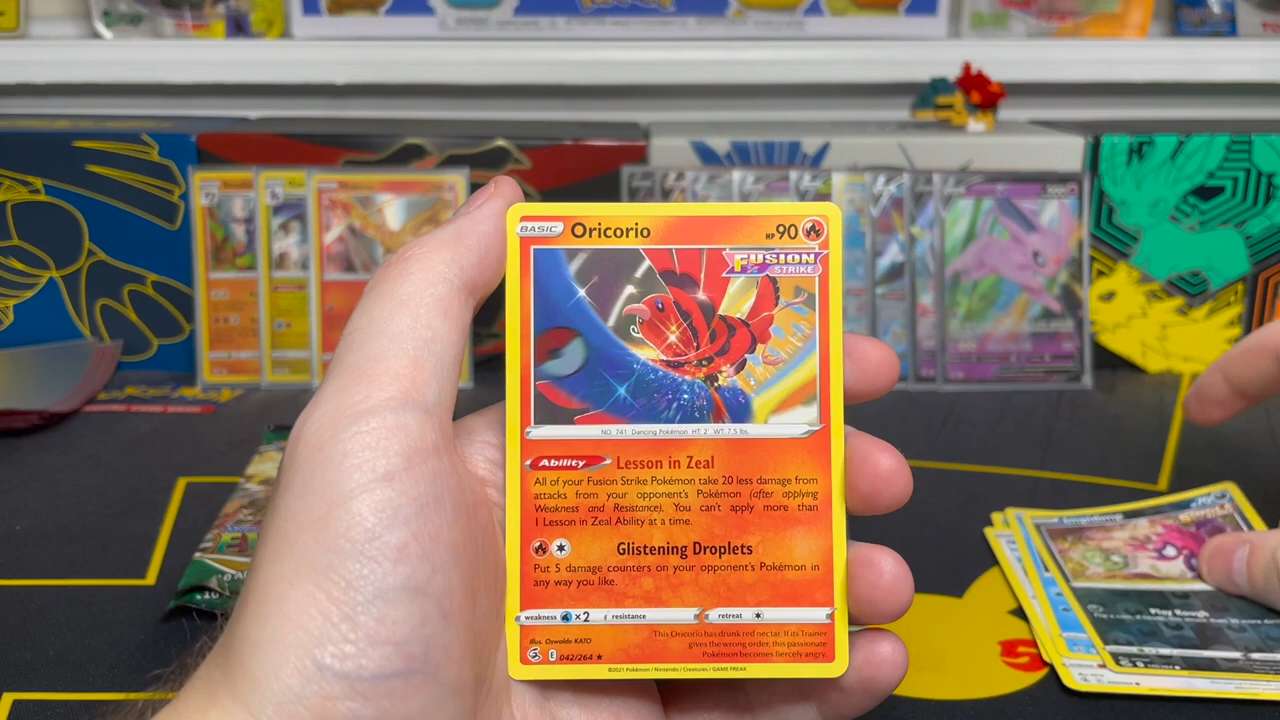 BASIC Oricorio HP 90
FUSION
STRIKE
NO. 741 Dancing Pokémon HT: 2' WT: 7.5 lbs.
Ability Lesson in Zeal
All of your Fusion Strike Pokémon take 20 less damage from
attacks from your opponent's Pokémon (after applying
Weakness and Resistance). You can't apply more than
1 Lesson in Zeal Ability at a time.
Glistening Droplets
Put 5 damage counters on your opponent's Pokémon in
any way you like.
weakness ×2 resistance retreat
Illus. Oswaldo KATO
This Oricorio has drunk red nectar. If its Trainer
gives the wrong order, this passionate
Pokémon becomes fiercely angry.
E 042/264 ★
©2021 Pokémon / Nintendo / Creatures / GAME FREAK
Impidimp
Play Rough
5